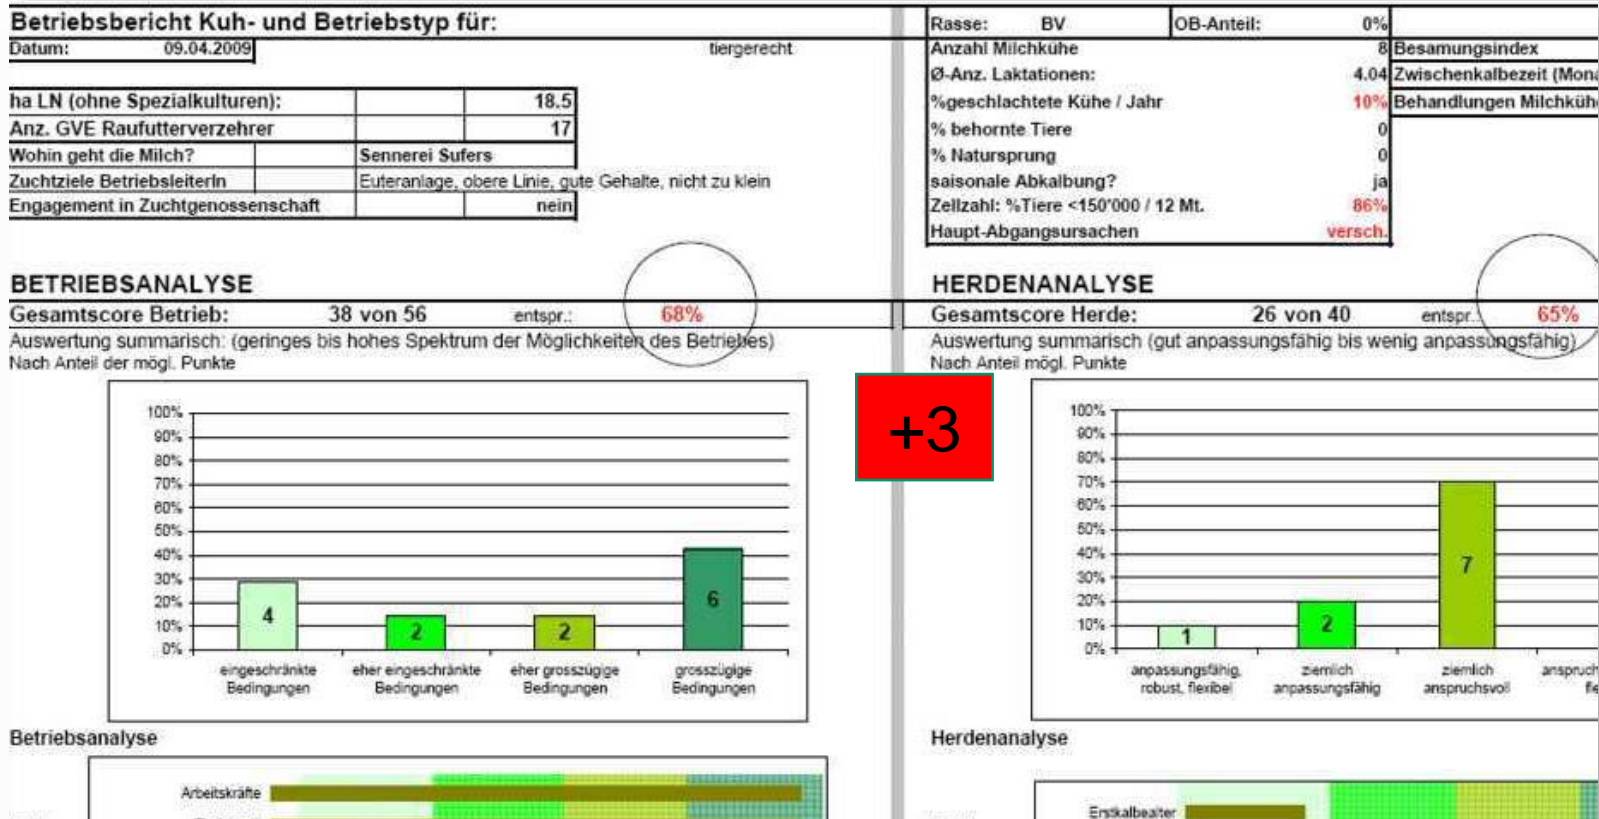 Betriebsbericht Kuh- und Betriebstyp für:
Datum: 09.04.2009 tiergerecht
ha LN (ohne Spezialkulturen): 18.5
Anz. GVE Raufutterverzehrer 17
Wohin geht die Milch? Sennerei Sufers
Zuchtziele BetriebsleiterIn Euteranlage, obere Linie, gute Gehalte, nicht zu klein
Engagement in Zuchtgenossenschaft nein
BETRIEBSANALYSE
Gesamtscore Betrieb: 38 von 56 entspr.: 68%
Auswertung summarisch: (geringes bis hohes Spektrum der Möglichkeiten des Betriebes)
Nach Anteil der mögl. Punkte
100%
90%
80%
70%
60%
50%
40%
30%
20%
10%
0%
4
2
2
6
eingeschränkte Bedingungen
eher eingeschränkte Bedingungen
eher grosszügige Bedingungen
grosszügige Bedingungen
Betriebsanalyse
Arbeitskräfte
+3
Rasse: BV OB-Anteil: 0%
Anzahl Milchkühe 8 Besamungsindex
Ø-Anz. Laktationen: 4.04 Zwischenkalbezeit (Mona
%geschlachtete Kühe / Jahr 10% Behandlungen Milchküh
% behornte Tiere 0
% Natursprung 0
saisonale Abkalbung? ja
Zellzahl: %Tiere <150'000 / 12 Mt. 86%
Haupt-Abgangsursachen versch.
HERDENANALYSE
Gesamtscore Herde: 26 von 40 entspr.: 65%
Auswertung summarisch (gut anpassungsfähig bis wenig anpassungsfähig)
Nach Anteil mögl. Punkte
100%
90%
80%
70%
60%
50%
40%
30%
20%
10%
0%
1
2
7
anpassungsfähig, robust, flexibel
ziemlich anpassungsfähig
ziemlich anspruchsvoll
anspruch
fle
Herdenanalyse
Erstkalbealter